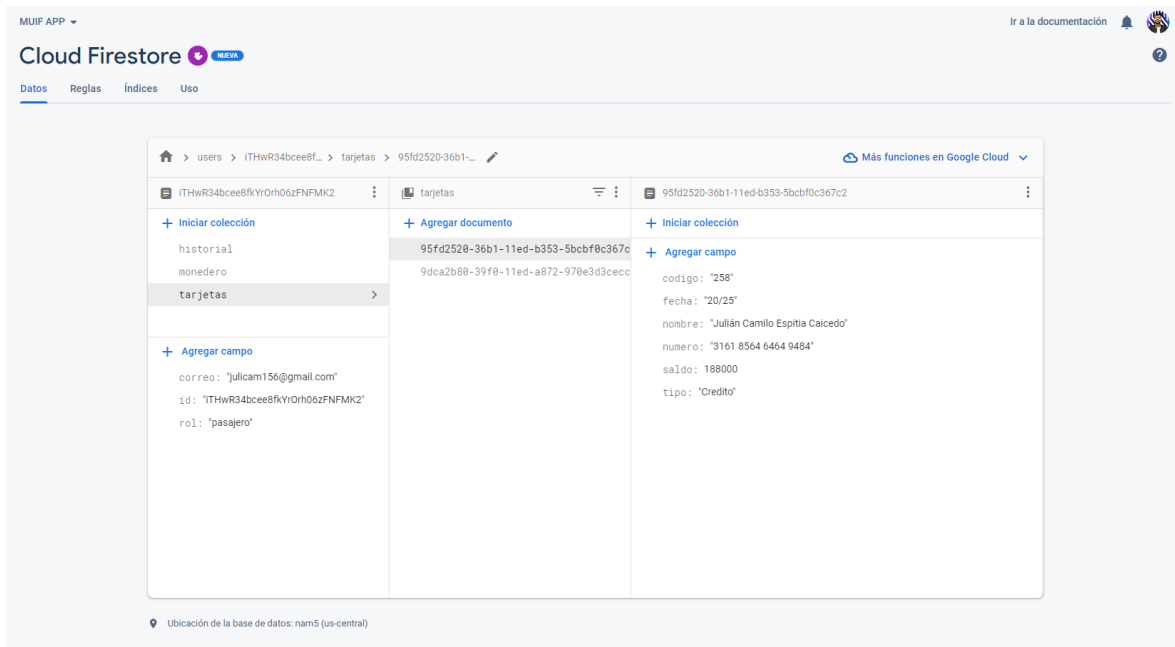 MUIF APP
Ir a la documentación
Cloud Firestore NUEVA
Datos Reglas Índices Uso
users > iTHwR34bcee8f... > tarjetas > 95fd2520-36b1-...
Más funciones en Google Cloud
iTHwR34bcee8fkYrOrh06zFNFMK2
tarjetas
95fd2520-36b1-11ed-b353-5bcbf0c367c2
+ Iniciar colección
+ Agregar documento
+ Iniciar colección
historial
monedero
tarjetas
95fd2520-36b1-11ed-b353-5bcbf0c367c
9dca2b80-39f0-11ed-a872-970e3d3cecc
+ Agregar campo
codigo: "258"
fecha: "20/25"
nombre: "Julián Camilo Espitia Caicedo"
numero: "3161 8564 6464 9484"
saldo: 188000
tipo: "Credito"
+ Agregar campo
correo: "julicam156@gmail.com"
id: "iTHwR34bcee8fkYrOrh06zFNFMK2"
rol: "pasajero"
Ubicación de la base de datos: nam5 (us-central)